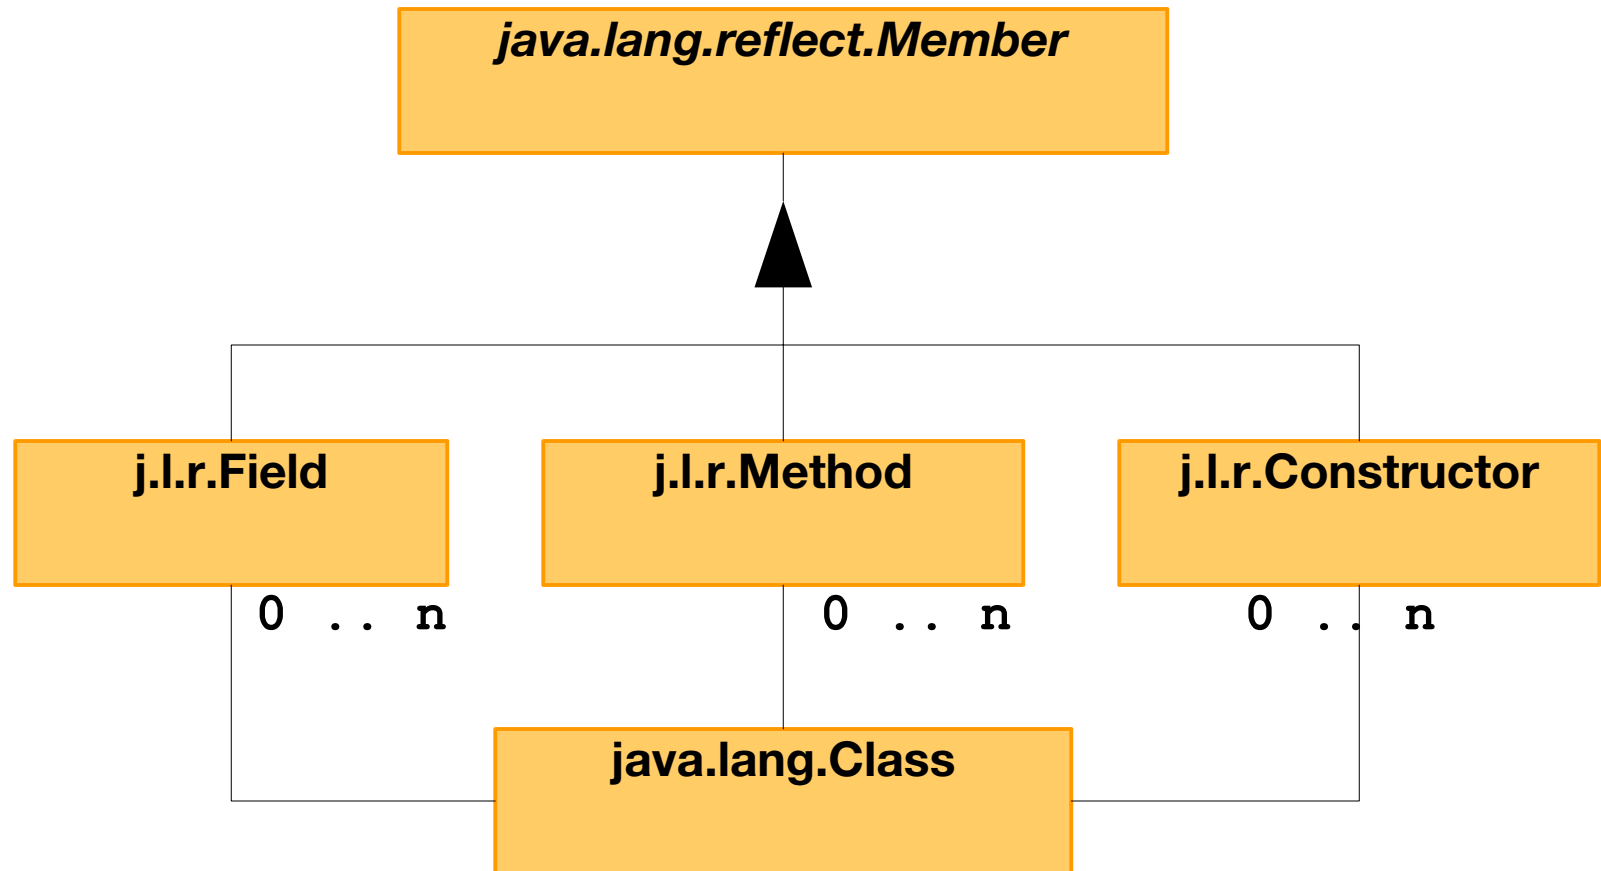 java.lang.reflect.Member
j.l.r.Field
j.l.r.Method
j.l.r.Constructor
0 .. n
0 .. n
0 .. n
java.lang.Class